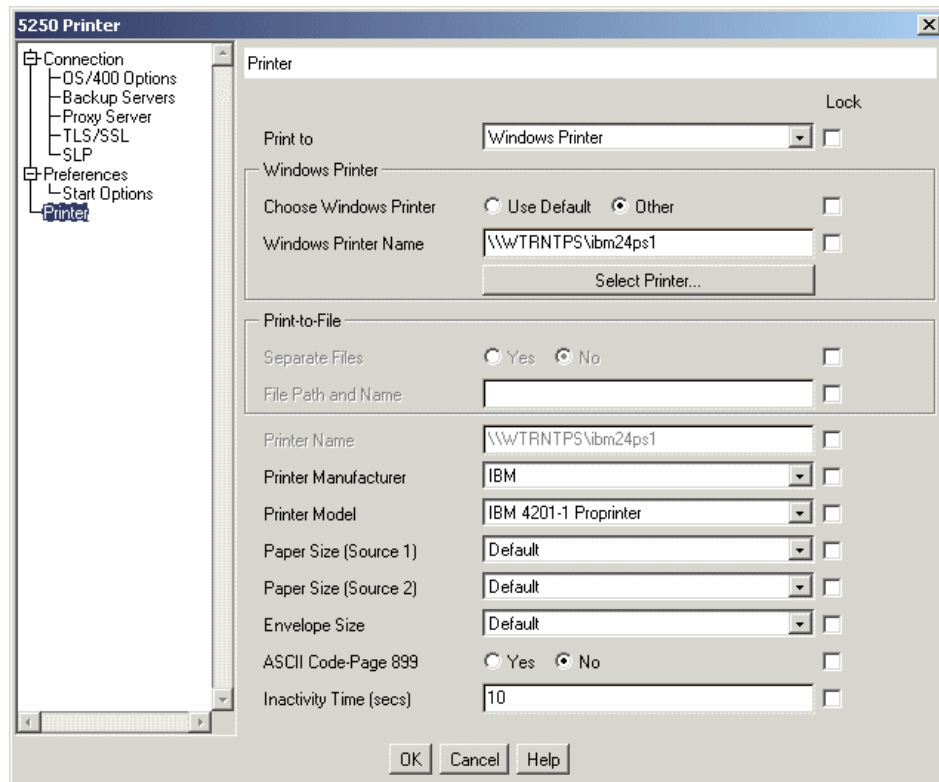 5250 Printer
Connection
OS/400 Options
Backup Servers
Proxy Server
TLS/SSL
SLP
Preferences
Start Options
Printer
Printer
Lock
Print to Windows Printer
Windows Printer
Choose Windows Printer Use Default Other
Windows Printer Name \\WTRNTPS\ibm24ps1
Select Printer...
Print-to-File
Separate Files Yes No
File Path and Name
Printer Name \\WTRNTPS\ibm24ps1
Printer Manufacturer IBM
Printer Model IBM 4201-1 Proprinter
Paper Size (Source 1) Default
Paper Size (Source 2) Default
Envelope Size Default
ASCII Code-Page 899 Yes No
Inactivity Time (secs) 10
OK Cancel Help